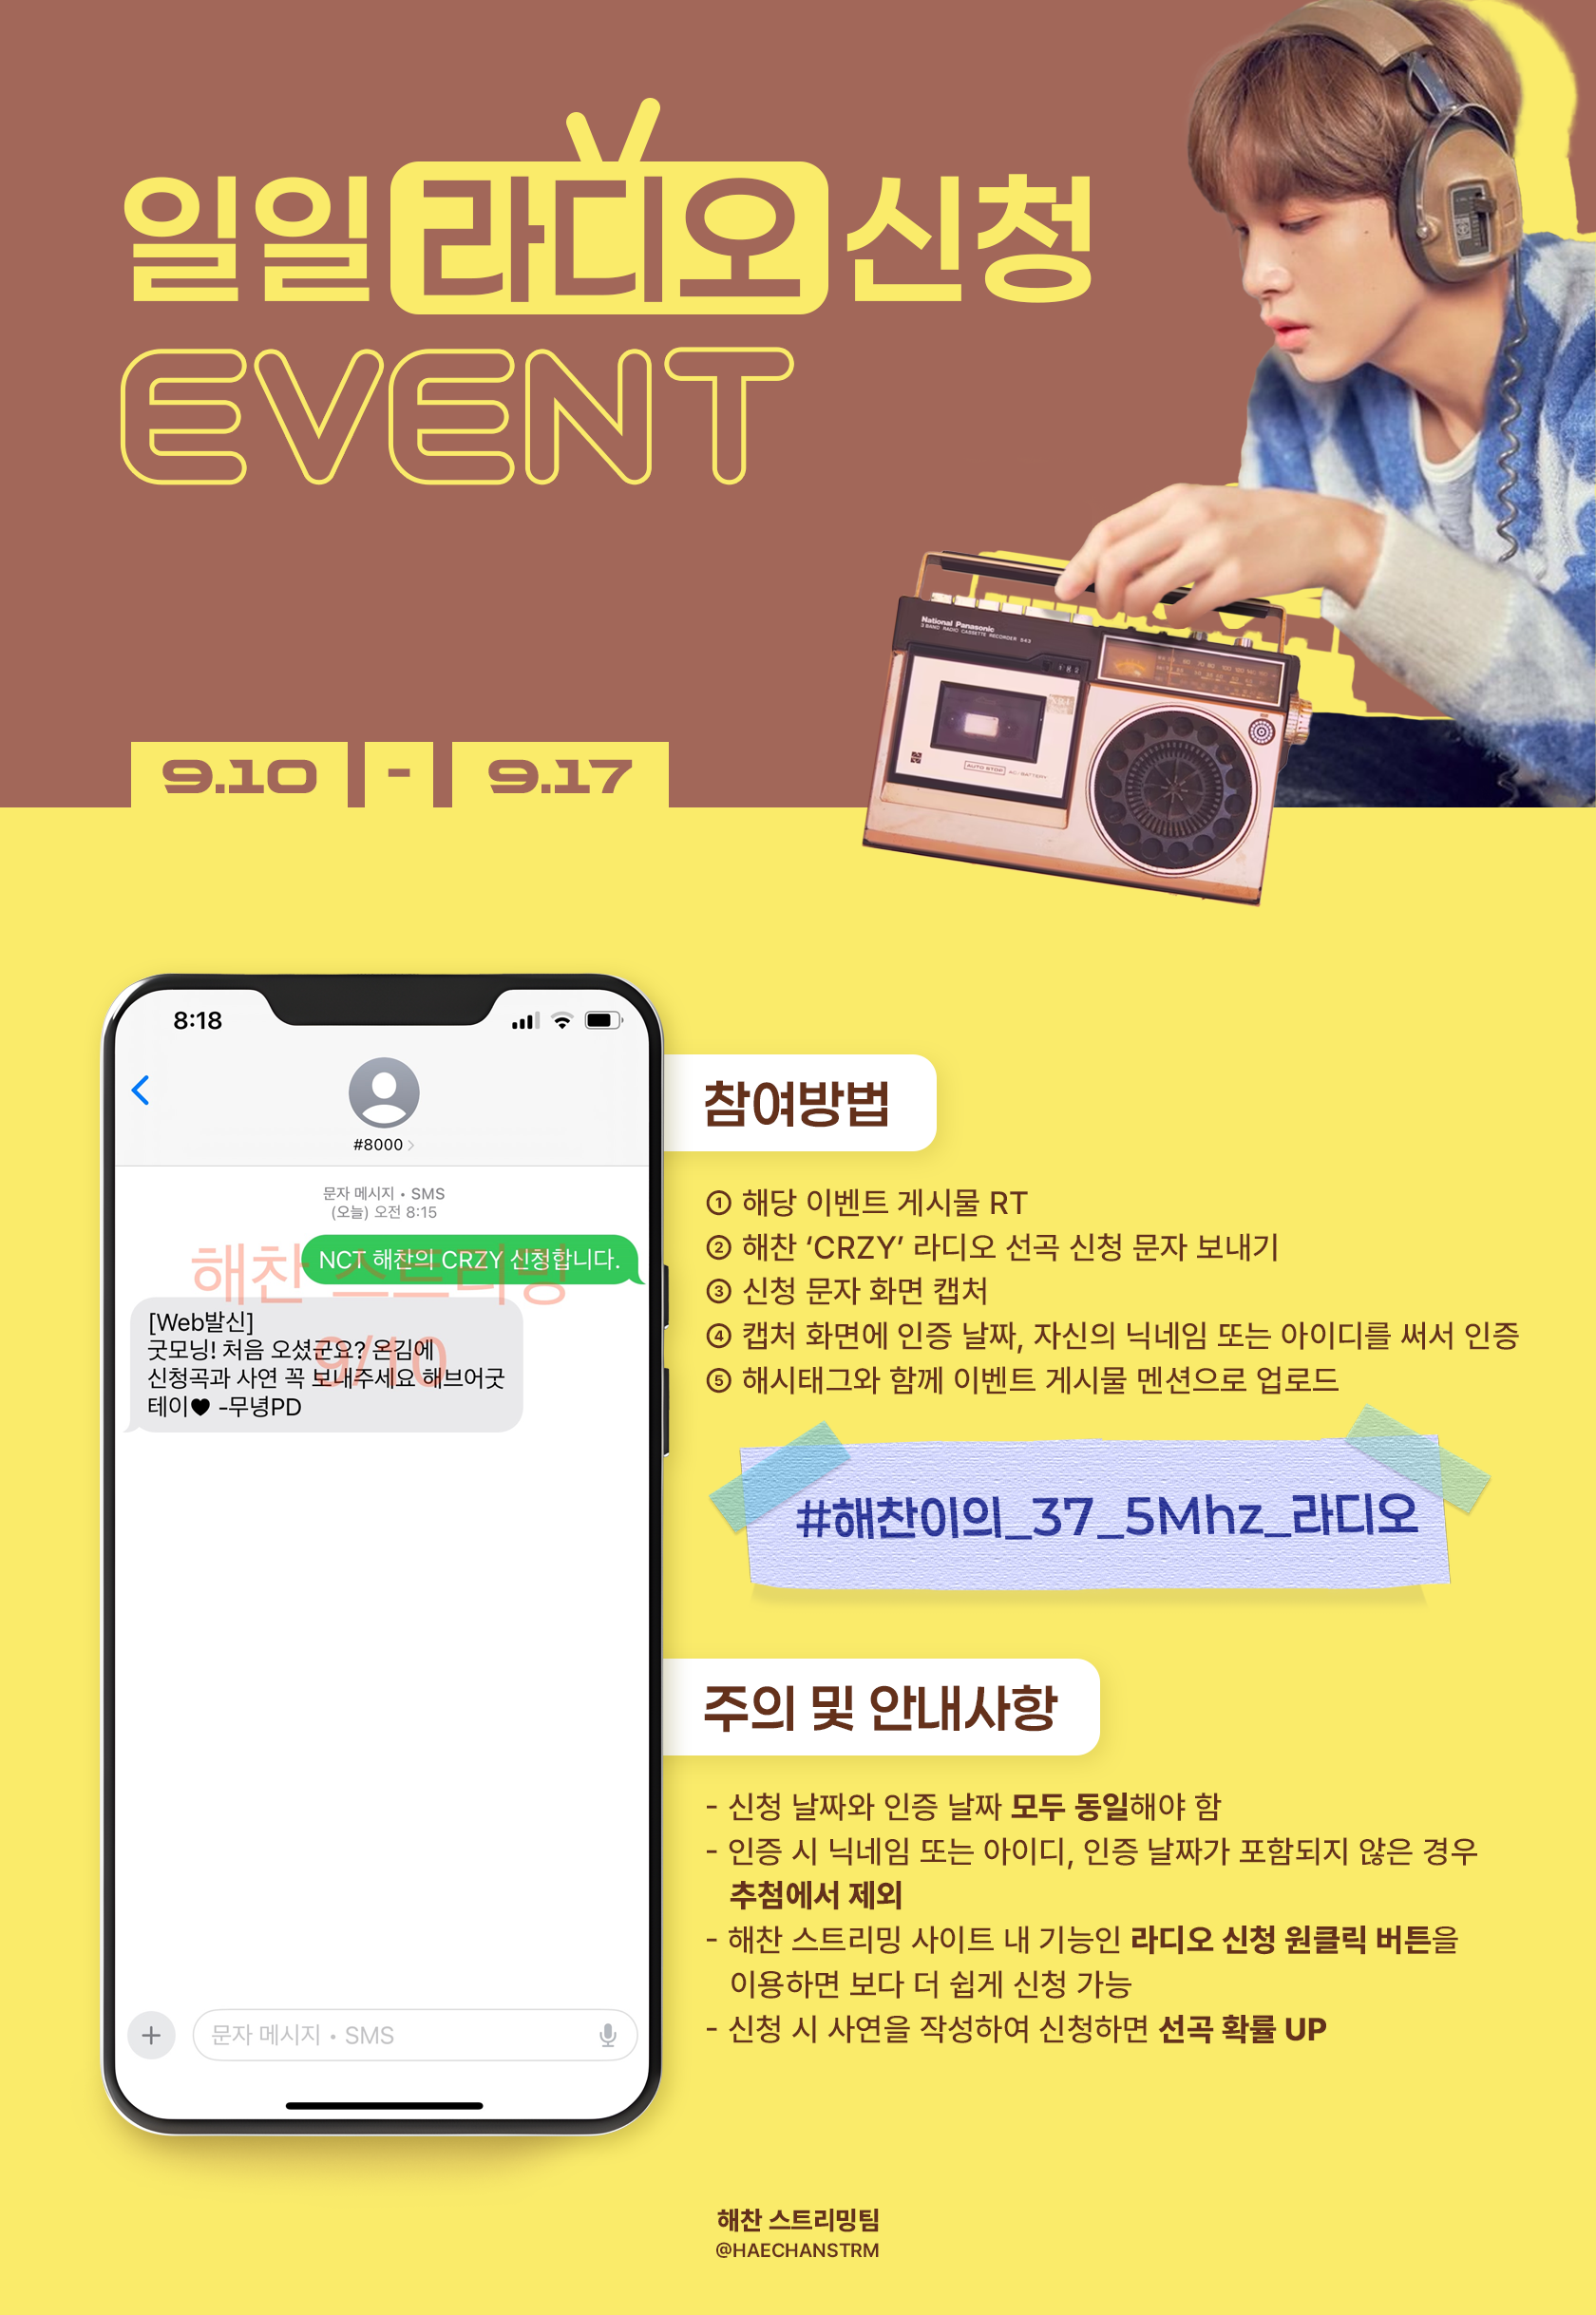 일일 라디오 신청
EVENT
National Panasonic
3 BAND RADIO CASSETTE RECORDER 543
AUTO STOP
AC/BATTERY
9.10 - 9.17
8:18
#8000
문자 메시지 • SMS
(오늘) 오전 8:15
NCT 해찬의 CRZY 신청합니다.
해찬 스트리밍
9/10
[Web발신]
굿모닝! 처음 오셨군요? 온김에
신청곡과 사연 꼭 보내주세요 해브어굿
테이♥ -무녕PD
문자 메시지 • SMS
참여방법
① 해당 이벤트 게시물 RT
② 해찬 ‘CRZY’ 라디오 선곡 신청 문자 보내기
③ 신청 문자 화면 캡처
④ 캡처 화면에 인증 날짜, 자신의 닉네임 또는 아이디를 써서 인증
⑤ 해시태그와 함께 이벤트 게시물 멘션으로 업로드
#해찬이의_37_5Mhz_라디오
주의 및 안내사항
- 신청 날짜와 인증 날짜 모두 동일해야 함
- 인증 시 닉네임 또는 아이디, 인증 날짜가 포함되지 않은 경우
추첨에서 제외
- 해찬 스트리밍 사이트 내 기능인 라디오 신청 원클릭 버튼을
이용하면 보다 더 쉽게 신청 가능
- 신청 시 사연을 작성하여 신청하면 선곡 확률 UP
해찬 스트리밍팀
@HAECHANSTRM